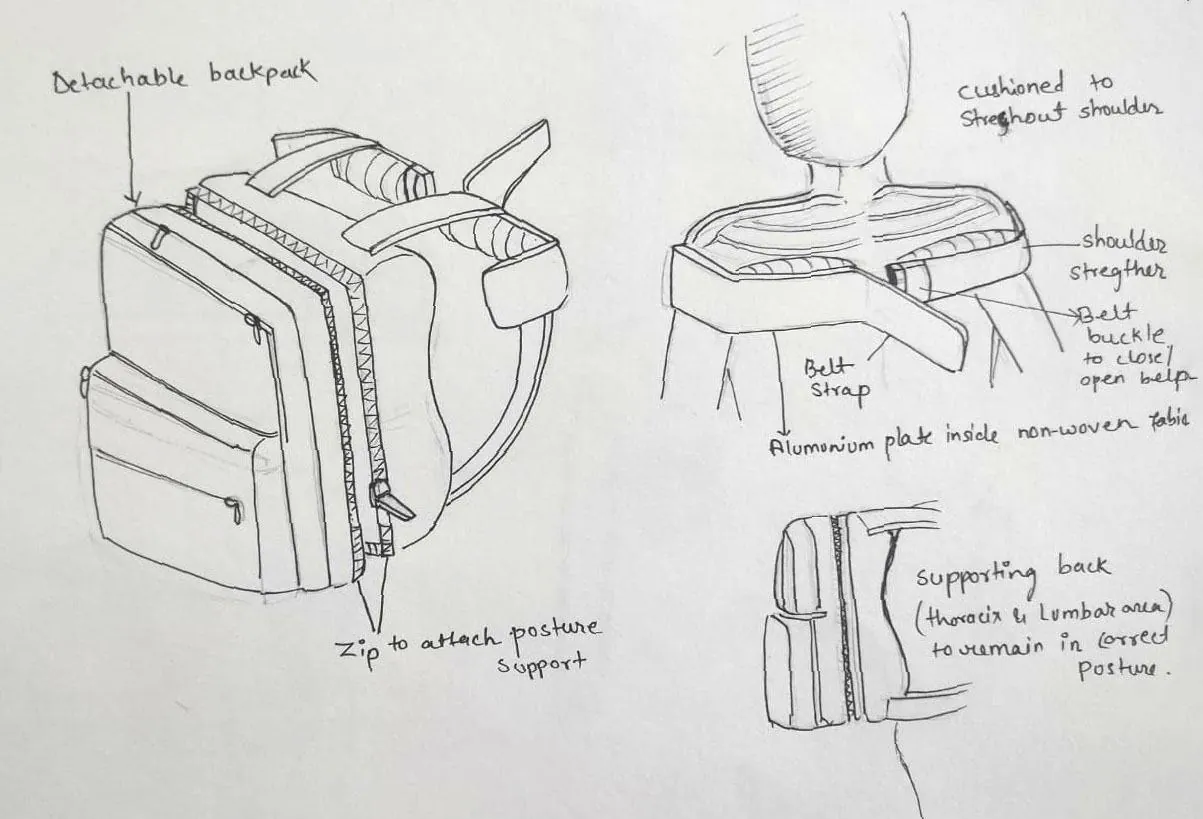 Detachable backpack
Zip to attach posture
support
Cushioned to
Streghout shoulder
shoulder
stregther
Belt
buckle
to close/
open belp
Belt
Strap
Alumonium plate inside non-woven fabic
Supporting back
(thoracix & Lumbar area)
to remain in correct
Posture.